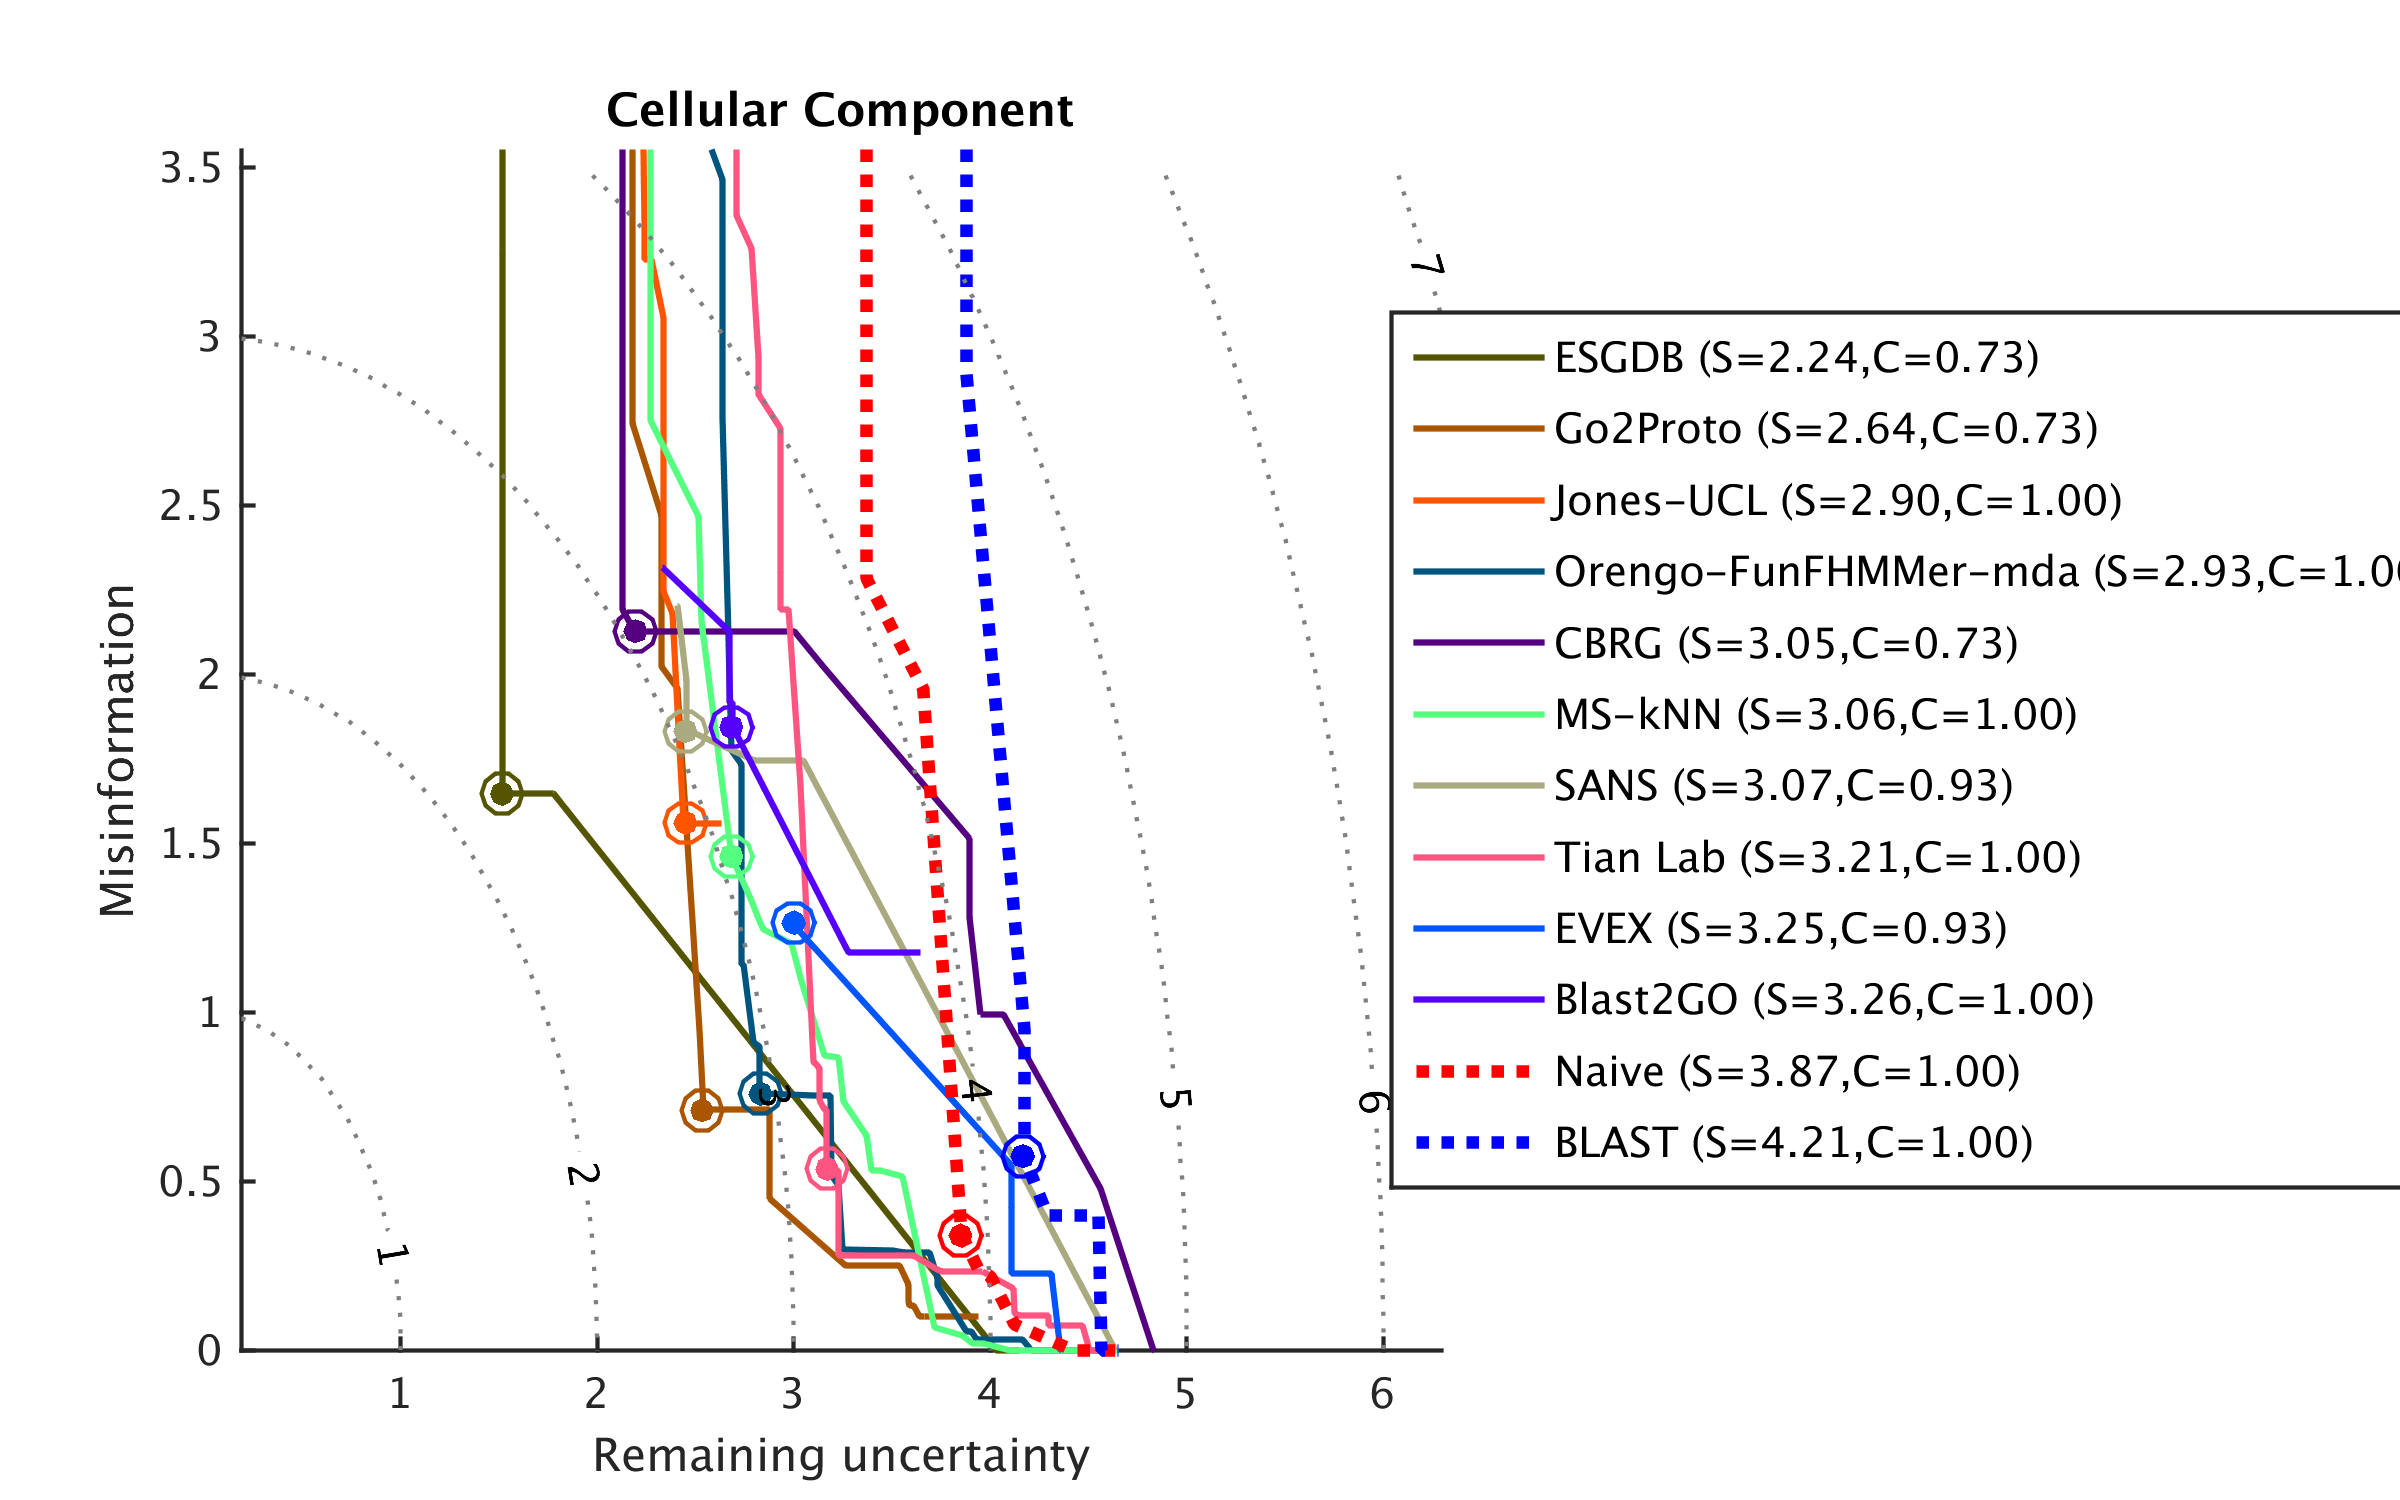 Cellular Component
3.5
3
2.5
2
1.5
1
0.5
0
1
2
3
4
5
6
Misinformation
Remaining uncertainty
1
2
3
4
5
6
7
ESGDB (S=2.24,C=0.73)
Go2Proto (S=2.64,C=0.73)
Jones-UCL (S=2.90,C=1.00)
Orengo-FunFHMMer-mda (S=2.93,C=1.0
CBRG (S=3.05,C=0.73)
MS-kNN (S=3.06,C=1.00)
SANS (S=3.07,C=0.93)
Tian Lab (S=3.21,C=1.00)
EVEX (S=3.25,C=0.93)
Blast2GO (S=3.26,C=1.00)
Naive (S=3.87,C=1.00)
BLAST (S=4.21,C=1.00)